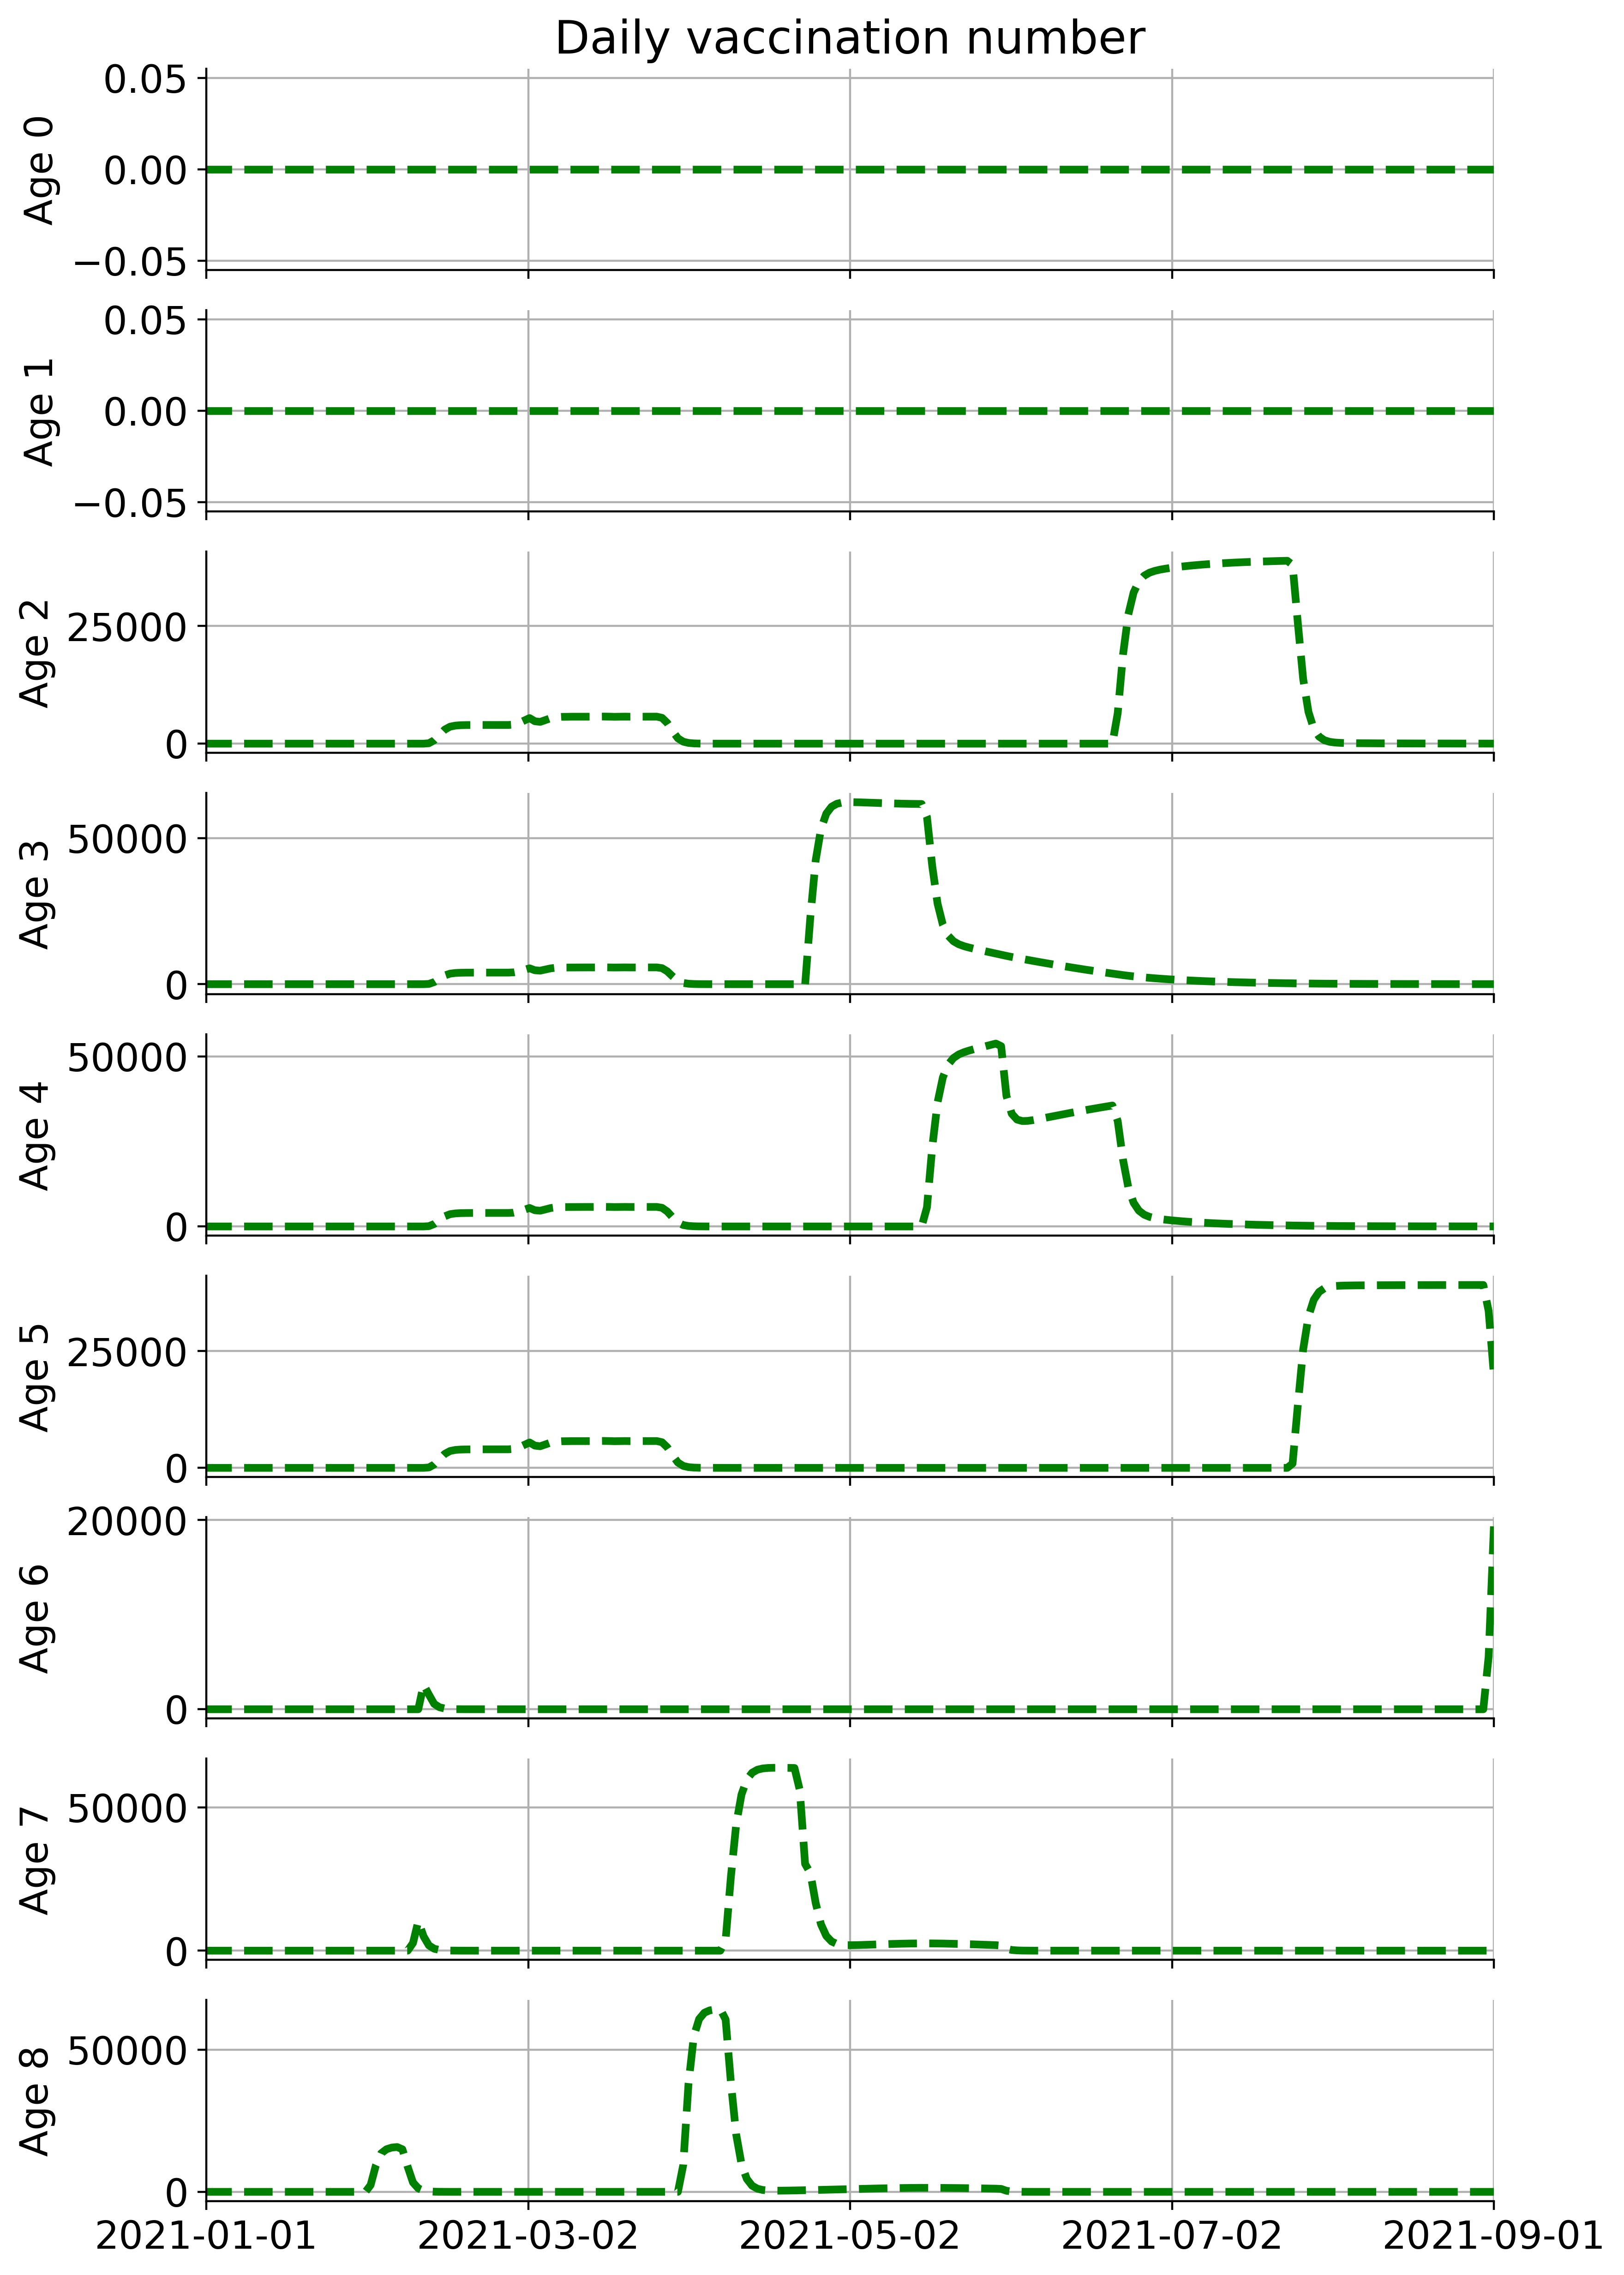 Daily vaccination number
Age 0
0.05
0.00
−0.05
Age 1
0.05
0.00
−0.05
Age 2
25000
0
Age 3
50000
0
Age 4
50000
0
Age 5
25000
0
Age 6
20000
0
Age 7
50000
0
Age 8
50000
0
2021-01-01 2021-03-02 2021-05-02 2021-07-02 2021-09-01